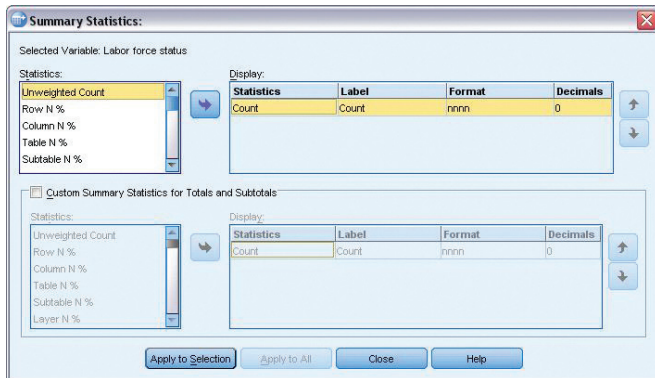 Summary Statistics:
Selected Variable: Labor force status
Statistics:
Unweighted Count
Row N %
Column N %
Table N %
Subtable N %
Display:
Statistics Label Format Decimals
Count Count nnnn 0
Custom Summary Statistics for Totals and Subtotals
Statistics:
Unweighted Count
Row N %
Column N %
Table N %
Subtable N %
Layer N %
Display:
Statistics Label Format Decimals
Count Count nnnn 0
Apply to Selection Apply to All Close Help